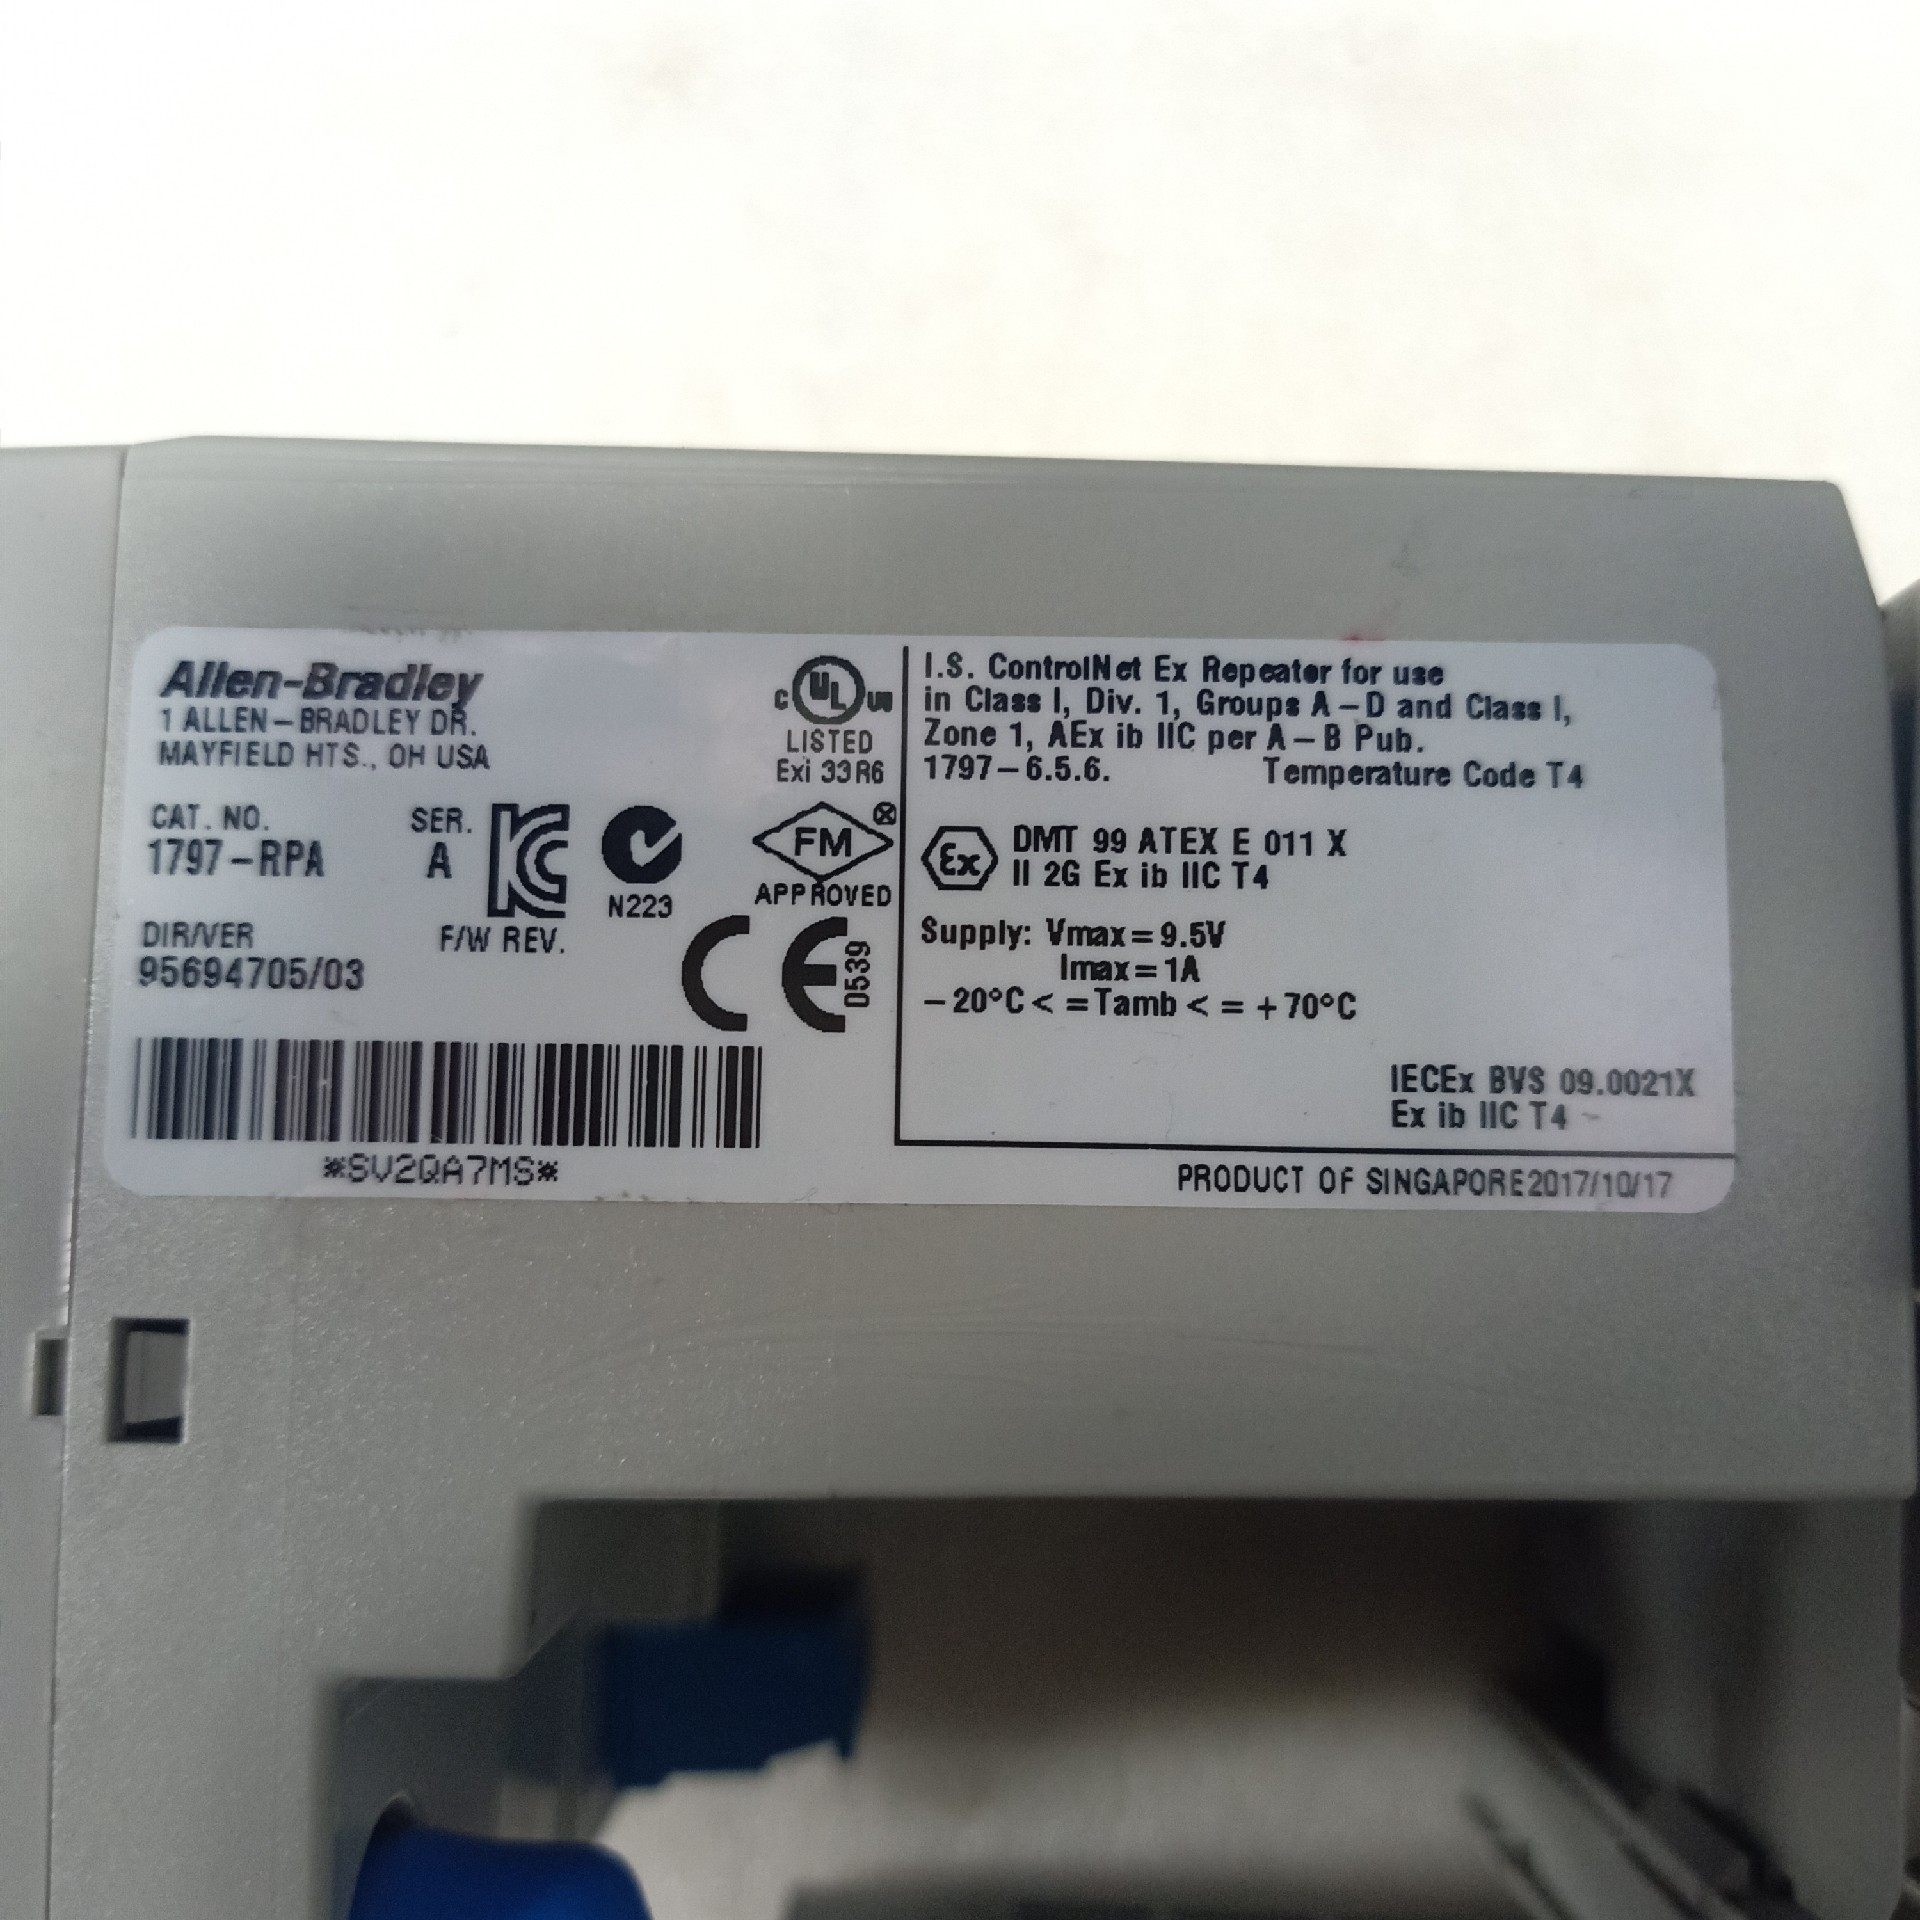 Allen-Bradley
1 ALLEN-BRADLEY DR.
MAYFIELD HTS., OH USA
CAT. NO.
1797-RPA
SER.
A
N223
DIR/VER
95694705/03
F/W REV.
C UL US
LISTED
Exi 33R6
FM
APPROVED
CE 0539
*SV2QA7MS*
I.S. ControlNet Ex Repeater for use
in Class I, Div. 1, Groups A-D and Class I,
Zone 1, AEx ib IIC per A-B Pub.
1797-6.5.6. Temperature Code T4
Ex DMT 99 ATEX E 011 X
II 2G Ex ib IIC T4
Supply: Vmax=9.5V
Imax=1A
-20°C< =Tamb< =+70°C
IECEx BVS 09.0021X
Ex ib IIC T4
PRODUCT OF SINGAPORE2017/10/17